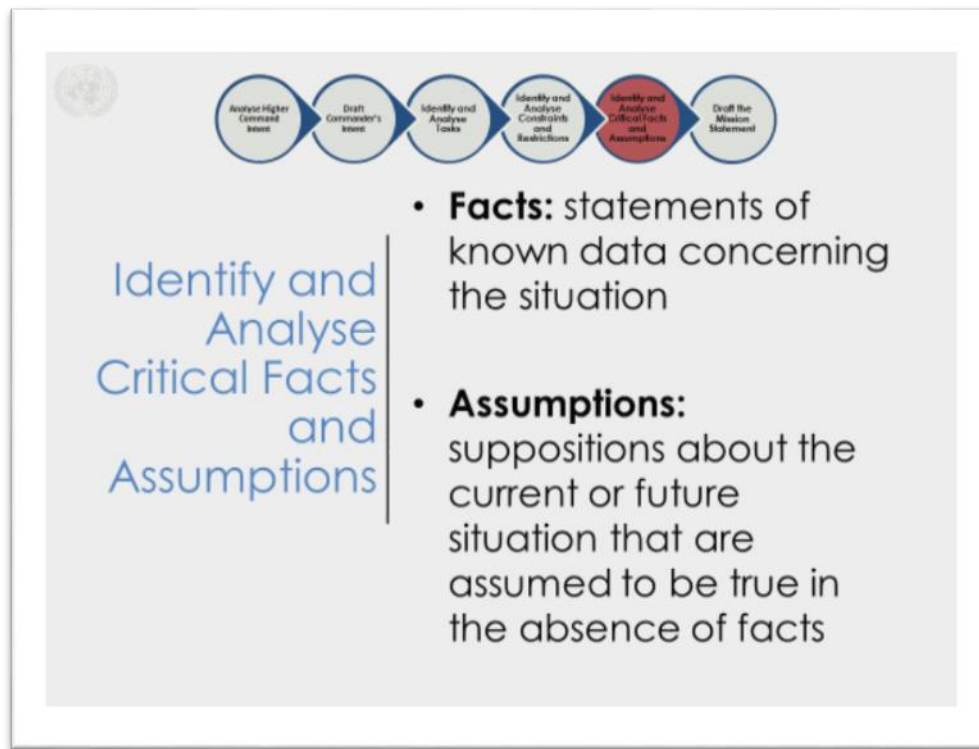 Analyse Higher
Command
Intent
Draft
Commander's
Intent
Identify and
Analyse
Tasks
Identify and
Analyse
Constraints
and
Restrictions
Identify and
Analyse
Critical Facts
and
Assumptions
Draft the
Mission
Statement
Identify and
Analyse
Critical Facts
and
Assumptions
• Facts: statements of
known data concerning
the situation
• Assumptions:
suppositions about the
current or future
situation that are
assumed to be true in
the absence of facts